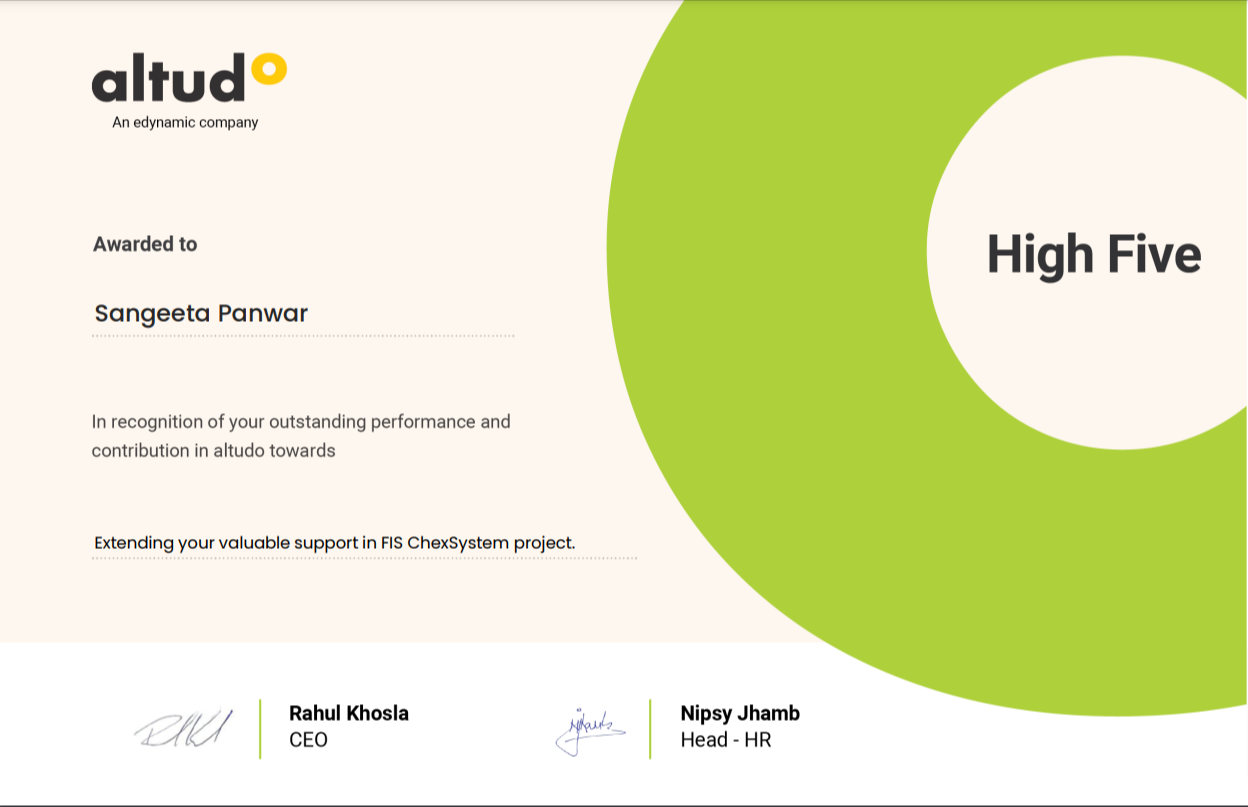 altudo
An edynamic company
High Five
Awarded to
Sangeeta Panwar
In recognition of your outstanding performance and
contribution in altudo towards
Extending your valuable support in FIS ChexSystem project.
Rahul Khosla
CEO
Nipsy Jhamb
Head - HR